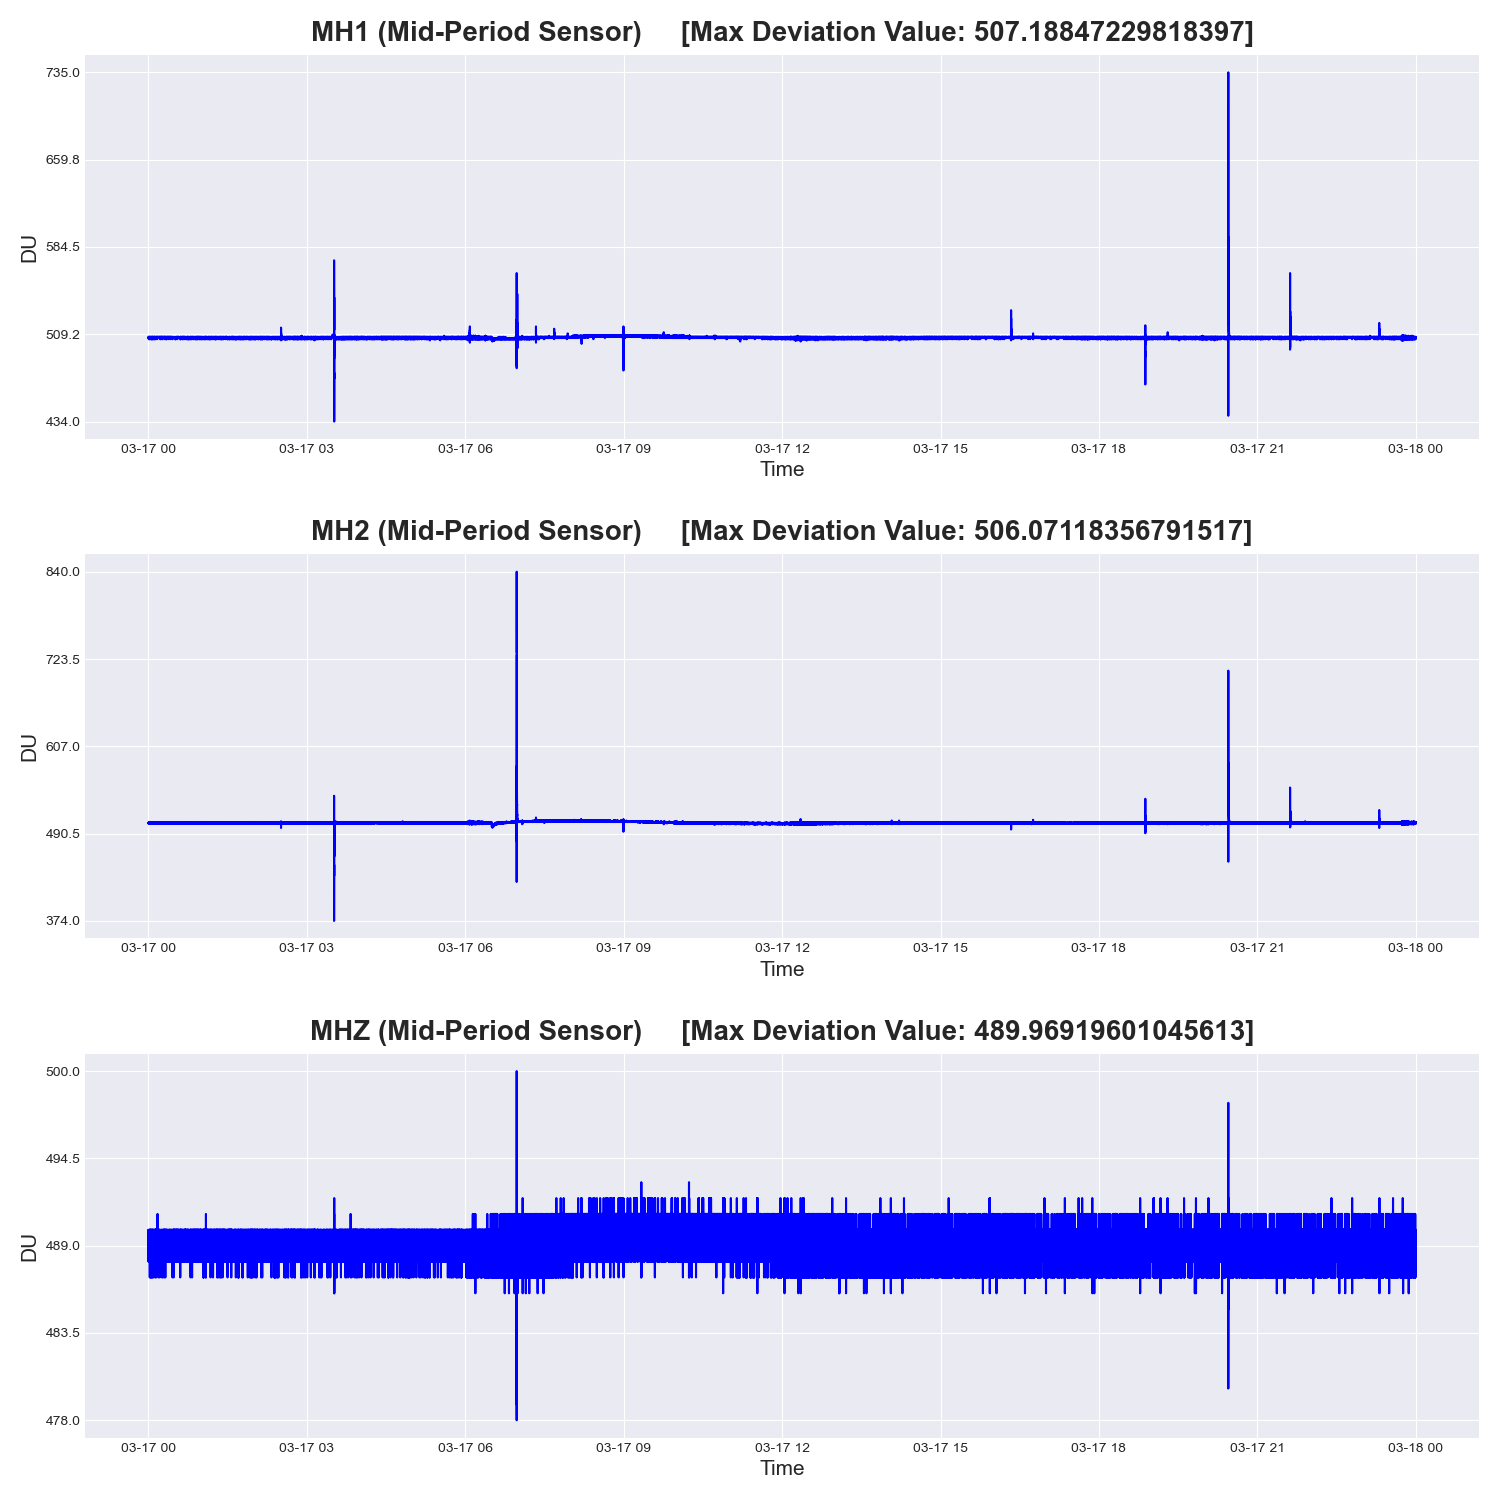 MH1 (Mid-Period Sensor) [Max Deviation Value: 507.18847229818397]
735.0
659.8
584.5
509.2
434.0
DU
03-17 00 03-17 03 03-17 06 03-17 09 03-17 12 03-17 15 03-17 18 03-17 21 03-18 00
Time
MH2 (Mid-Period Sensor) [Max Deviation Value: 506.07118356791517]
840.0
723.5
607.0
490.5
374.0
DU
03-17 00 03-17 03 03-17 06 03-17 09 03-17 12 03-17 15 03-17 18 03-17 21 03-18 00
Time
MHZ (Mid-Period Sensor) [Max Deviation Value: 489.96919601045613]
500.0
494.5
489.0
483.5
478.0
DU
03-17 00 03-17 03 03-17 06 03-17 09 03-17 12 03-17 15 03-17 18 03-17 21 03-18 00
Time